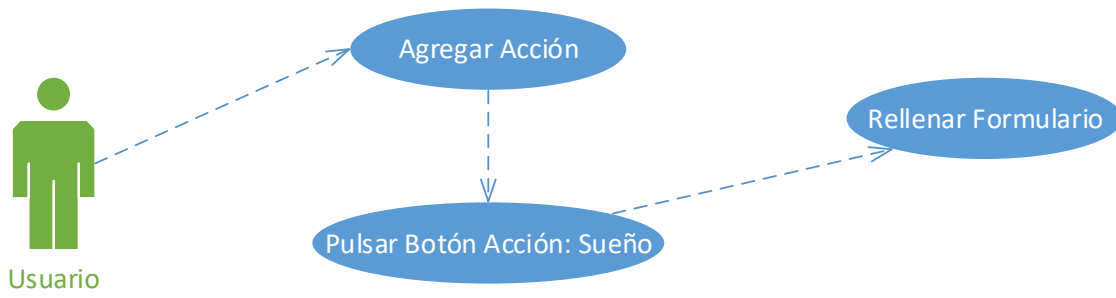 Agregar Acción
Rellenar Formulario
Pulsar Botón Acción: Sueño
Usuario